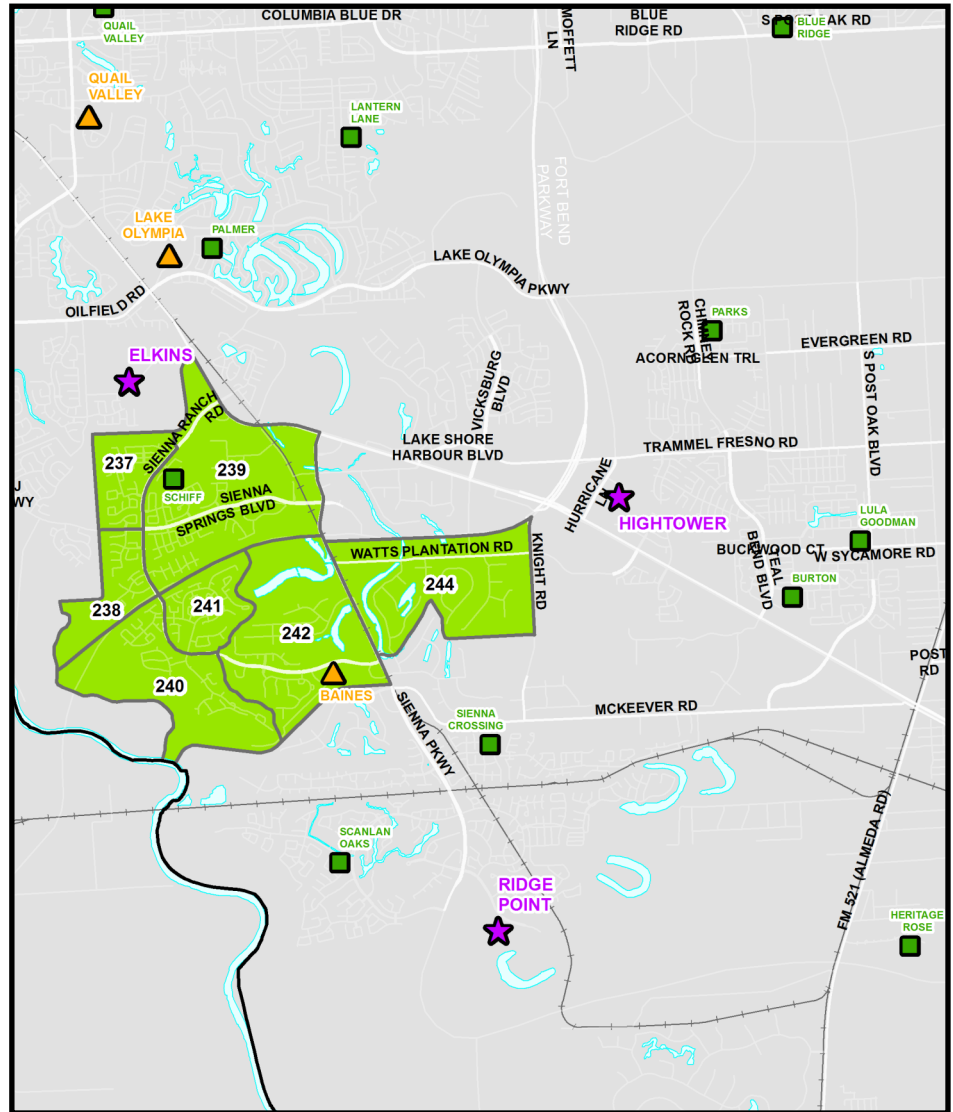 QUAIL
VALLEY
COLUMBIA BLUE DR
MOFFETT
LN
BLUE
RIDGE RD
BLUE
RIDGE
QUAIL
VALLEY
LANTERN
LANE
FORT BEND
PARKWAY
LAKE
OLYMPIA
PALMER
LAKE OLYMPIA PKWY
OILFIELD RD
PARKS
ROCK RD
ACORN GLEN TRL
EVERGREEN RD
S POST OAK BLVD
ELKINS
VICKSBURG
BLVD
SIENNA RANCH
RD
LAKE SHORE
HARBOUR BLVD
TRAMMEL FRESNO RD
237
239
SCHIFF
SIENNA
SPRINGS BLVD
J
WY
HURRICANE
LN
HIGHTOWER
LULA
GOODMAN
WATTS PLANTATION RD
KNIGHT RD
BUCKWOOD CT
W SYCAMORE RD
TEAL
BEND BLVD
BURTON
244
238
241
242
240
BAINES
POST
RD
SIENNA PKWY
SIENNA
CROSSING
MCKEEVER RD
SCANLAN
OAKS
FM 521 (ALMEDA RD)
RIDGE
POINT
HERITAGE
ROSE